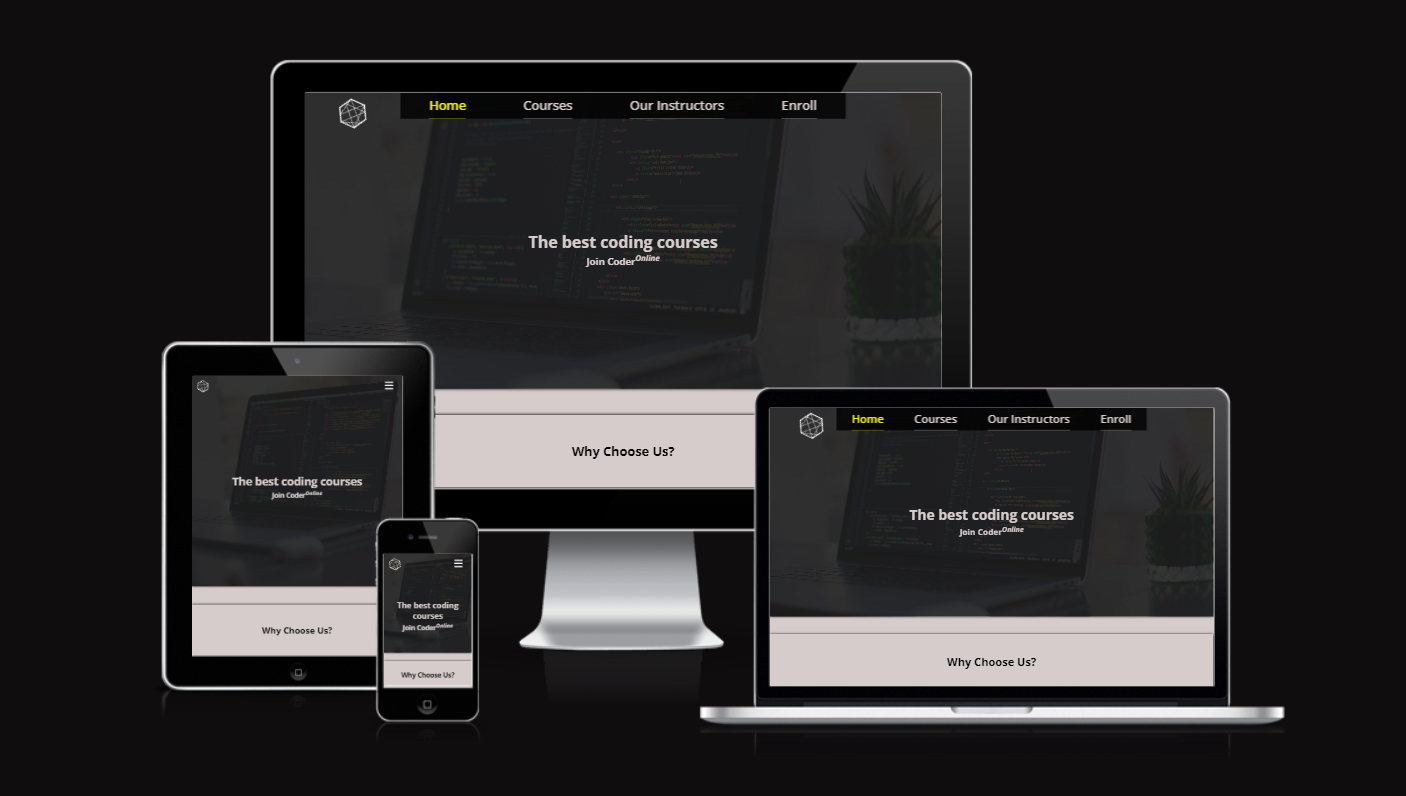 Home Courses Our Instructors Enroll
The best coding courses
Join Coder Online
Why Choose Us?
The best coding courses
Join Coder Online
Why Choose Us?
The best coding
courses
Join Coder Online
Why Choose Us?
Home Courses Our Instructors Enroll
The best coding courses
Join Coder Online
Why Choose Us?